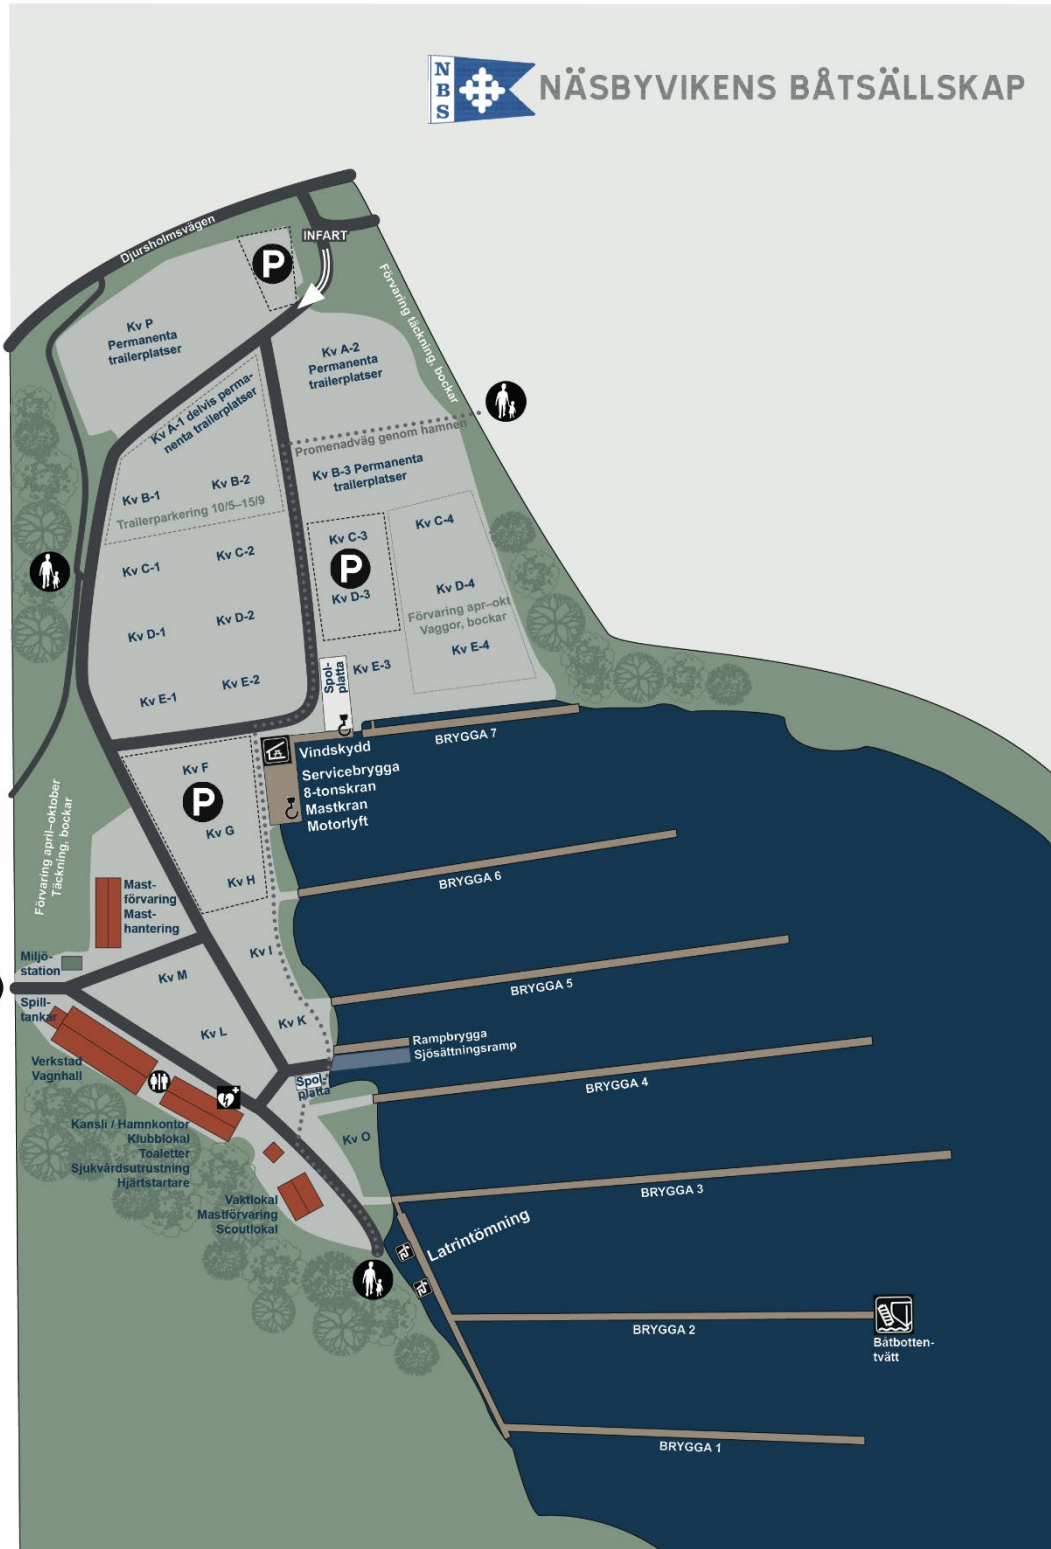 N
B
S
NÄSBYVIKENS BÅTSÄLLSKAP
Djursholmsvägen
INFART
P
Förvaring täckning, bockar
Kv P
Permanenta
trailerplatser
Kv A-2
Permanenta
trailerplatser
Kv A-1 delvis perma-
nenta trailerplatser
Promenadväg genom hamnen
Kv B-3 Permanenta
trailerplatser
Kv B-1
Kv B-2
Trailerparkering 10/5–15/9
Kv C-3
P
Kv D-3
Kv C-4
Kv C-1
Kv C-2
Kv D-4
Förvaring apr–okt
Vaggor, bockar
Kv E-4
Kv D-1
Kv D-2
Kv E-3
Kv E-1
Kv E-2
Spol-
platta
BRYGGA 7
Vindskydd
Servicebrygga
8-tonskran
Mastkran
Motorlyft
Kv F
P
Kv G
Kv H
Förvaring april–oktober
Täckning, bockar
BRYGGA 6
Mast-
förvaring
Mast-
hantering
Miljö-
station
Kv I
Kv M
BRYGGA 5
Spill-
tankar
Kv L
Kv K
Rampbrygga
Sjösättningsramp
Verkstad
Vagnhall
Spol-
platta
BRYGGA 4
Kansli / Hamnkontor
Klubblokal
Toaletter
Sjukvårdsutrustning
Hjärtstartare
Kv O
BRYGGA 3
Vaktlokal
Mastförvaring
Scoutlokal
Latrintömning
BRYGGA 2
Båtbotten-
tvätt
BRYGGA 1